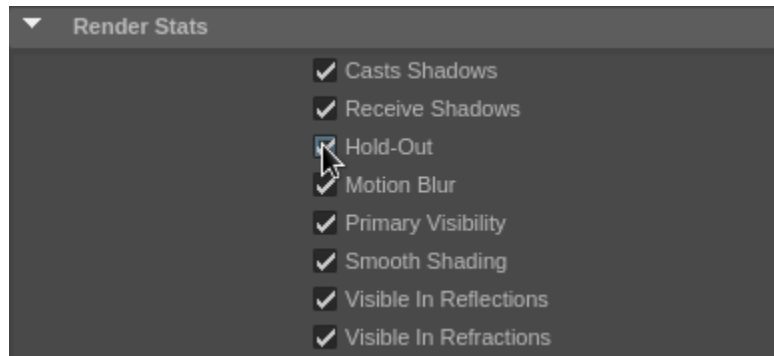 Render Stats
Casts Shadows
Receive Shadows
Hold-Out
Motion Blur
Primary Visibility
Smooth Shading
Visible In Reflections
Visible In Refractions